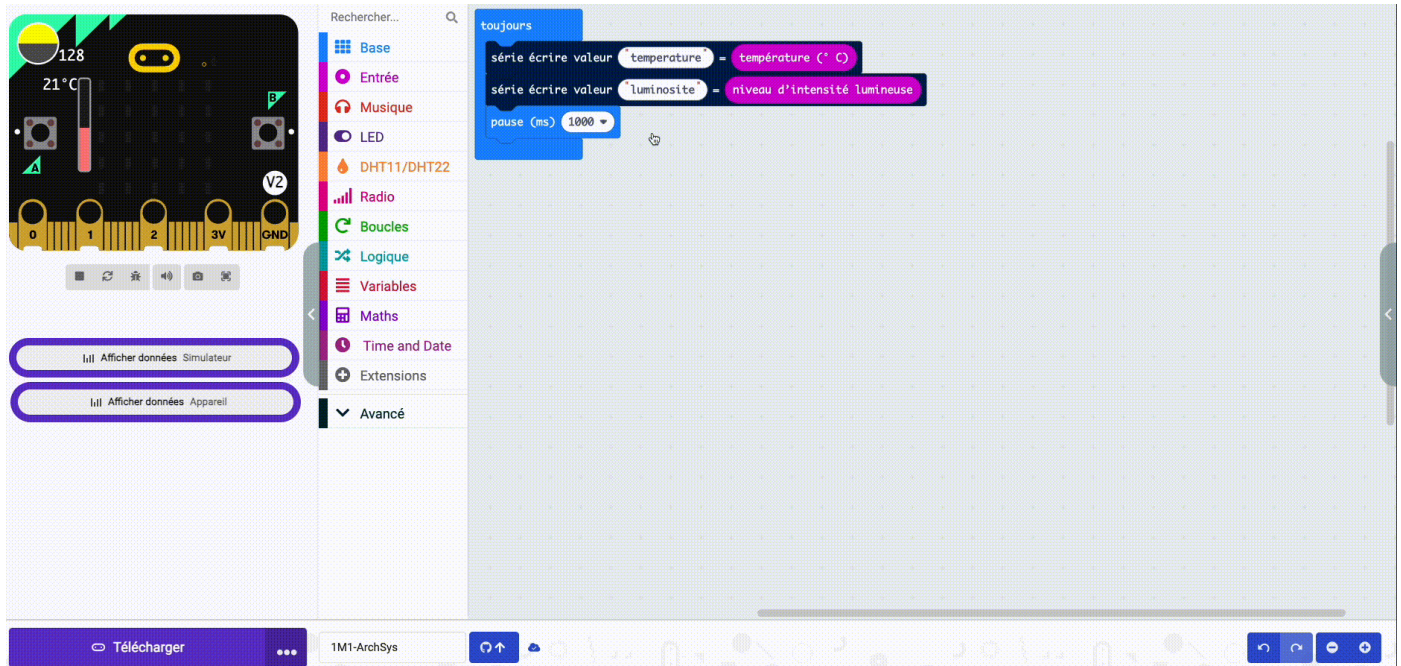 128
21°C
B
A
V2
0 1 2 3V GND
Afficher données Simulateur
Afficher données Appareil
Télécharger
Rechercher...
Base
Entrée
Musique
LED
DHT11/DHT22
Radio
Boucles
Logique
Variables
Maths
Time and Date
Extensions
Avancé
1M1-ArchSys
toujours
série écrire valeur "temperature" = température (° C)
série écrire valeur "luminosite" = niveau d'intensité lumineuse
pause (ms) 1000